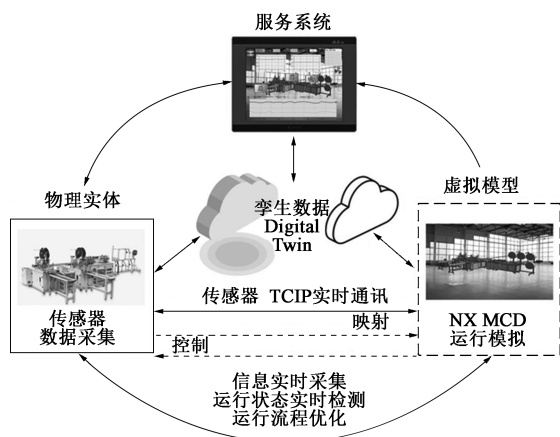 服务系统
物理实体
孪生数据
Digital
Twin
虚拟模型
传感器
数据采集
传感器 TCIP实时通讯
映射
控制
NX MCD
运行模拟
信息实时采集
运行状态实时检测
运行流程优化